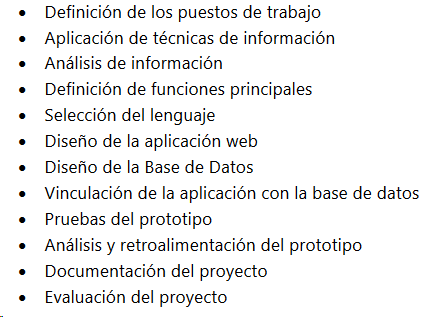 • Definición de los puestos de trabajo
• Aplicación de técnicas de información
• Análisis de información
• Definición de funciones principales
• Selección del lenguaje
• Diseño de la aplicación web
• Diseño de la Base de Datos
• Vinculación de la aplicación con la base de datos
• Pruebas del prototipo
• Análisis y retroalimentación del prototipo
• Documentación del proyecto
• Evaluación del proyecto